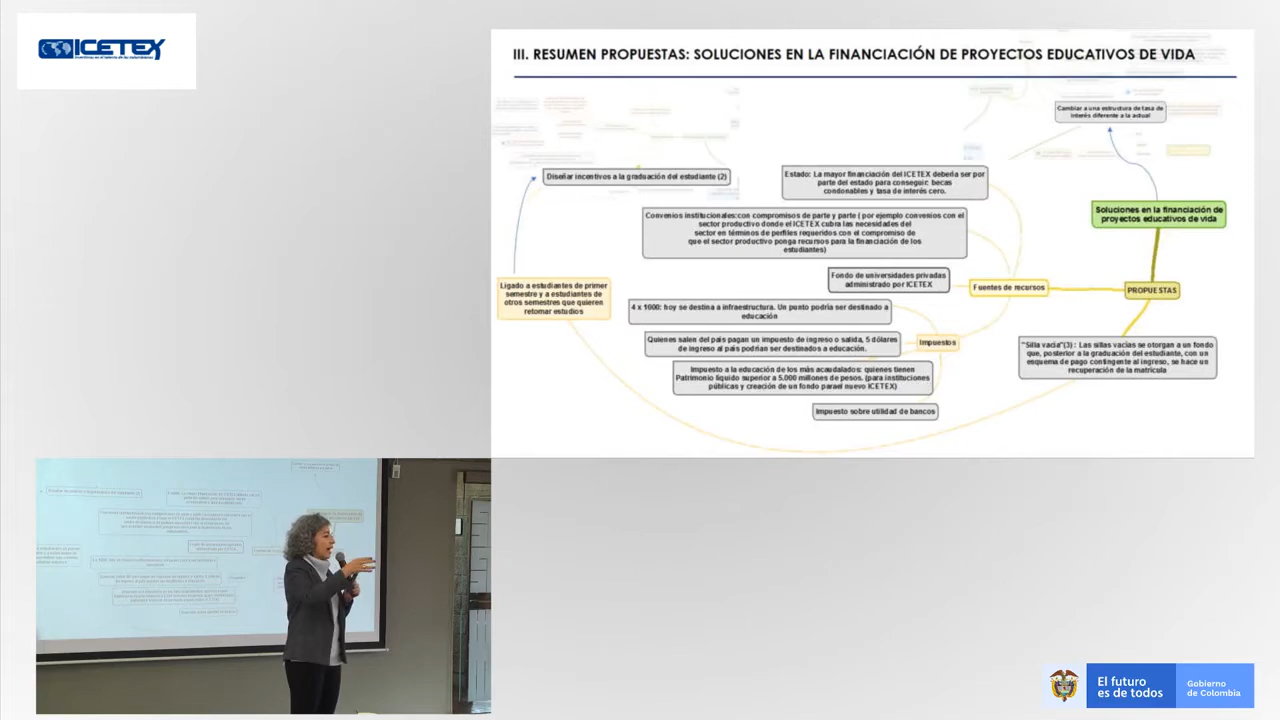 ICETEX
III. RESUMEN PROPUESTAS: SOLUCIONES EN LA FINANCIACIÓN DE PROYECTOS EDUCATIVOS DE VIDA
Cambiar a una estructura de tasa de
interés diferente a la actual
Diseñar incentivos a la graduación del estudiante (2)
Estado: La mayor financiación del ICETEX debería ser por
parte del estado para conseguir: becas
condonables y tasa de interés cero.
Soluciones en la financiación de
proyectos educativos de vida
Convenios institucionales:con compromisos de parte y parte ( por ejemplo convenios con el
sector productivo donde el ICETEX cubra las necesidades del
sector en términos de perfiles requeridos con el compromiso de
que el sector productivo ponga recursos para la financiación de los
estudiantes)
Ligado a estudiantes de primer
semestre y a estudiantes de
otros semestres que quieren
retomar estudios
Fondo de universidades privadas
administrado por ICETEX
Fuentes de recursos
PROPUESTAS
4 x 1000: hoy se destina a infraestructura. Un punto podría ser destinado a
educación
Quienes salen del país pagan un impuesto de ingreso o salida, 5 dólares
de ingreso al país podrían ser destinados a educación.
Impuestos
"Silla vacía"(3) : Las sillas vacías se otorgan a un fondo
que, posterior a la graduación del estudiante, con un
esquema de pago contingente al ingreso, se hace un
recuperación de la matrícula
Impuesto a la educación de los más acaudalados: quienes tienen
Patrimonio líquido superior a 5.000 millones de pesos. (para instituciones
públicas y creación de un fondo parael nuevo ICETEX)
Impuesto sobre utilidad de bancos
El futuro
es de todos
Gobierno
de Colombia